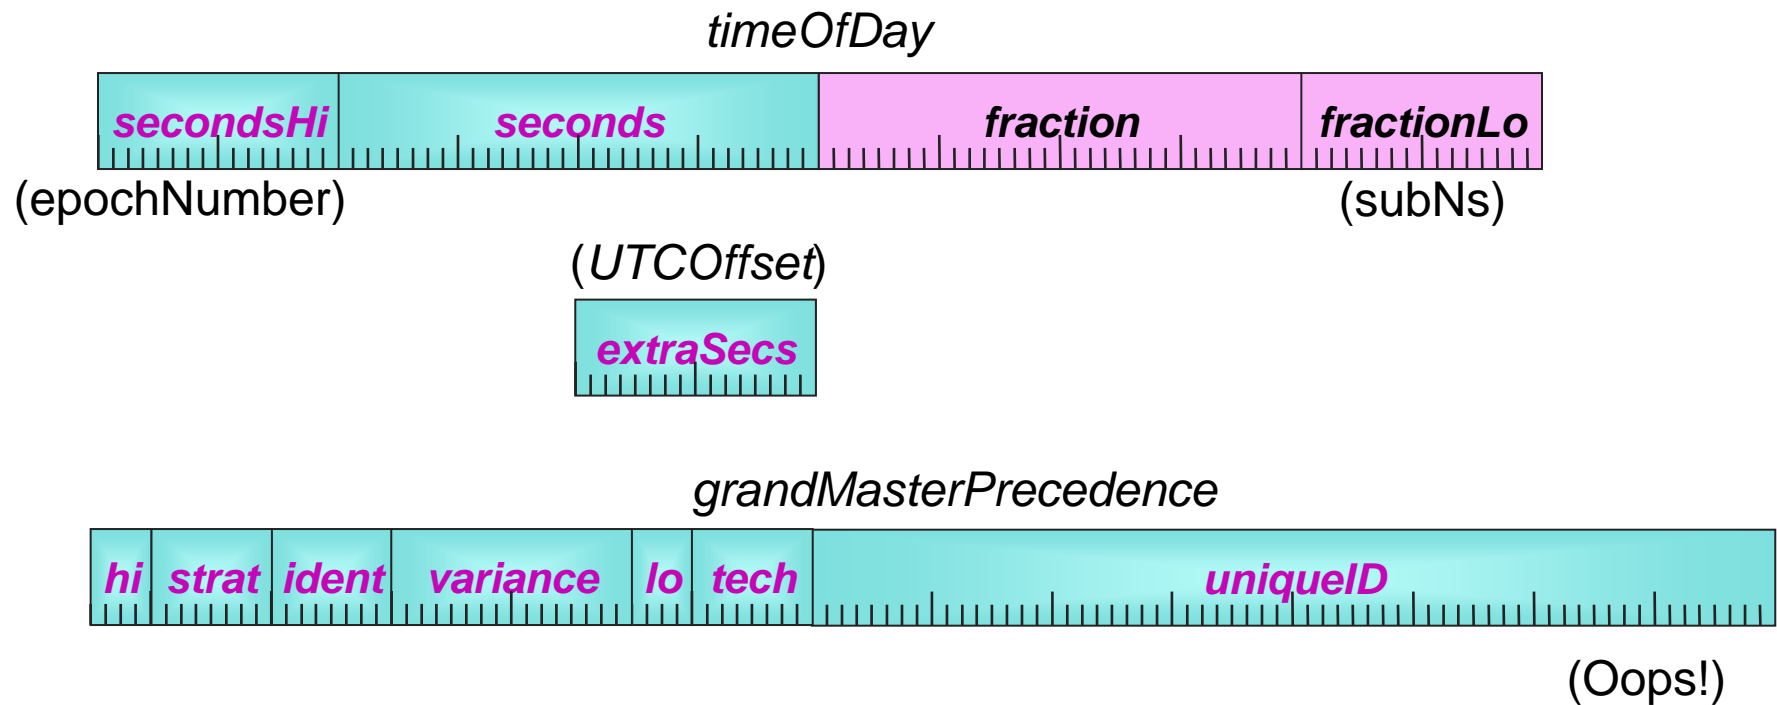 timeOfDay
secondsHi seconds fraction fractionLo
(epochNumber) (subNs)
(UTCOffset)
extraSecs
grandMasterPrecedence
hi strat ident variance lo tech uniqueID
(Oops!)